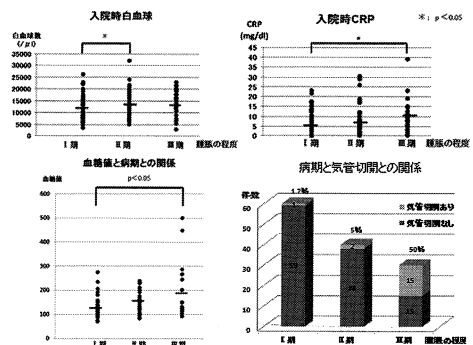 入院時白血球
白血球数
(/μl)
35000
30000
25000
20000
15000
10000
5000
0
*
Ⅰ期 Ⅱ期 Ⅲ期 腫脹の程度
入院時CRP
CRP
(mg/dl)
*: p<0.05
45
40
35
30
25
20
15
10
5
0
*
Ⅰ期 Ⅱ期 Ⅲ期 腫脹の程度
血糖値と病期との関係
血糖値
p<0.05
600
500
400
300
200
100
0
Ⅰ期 Ⅱ期 Ⅲ期
病期と気管切開との関係
件数
60
50
40
30
20
10
0
1.7%
5%
50%
15
15
気管切開あり
気管切開なし
Ⅰ期 Ⅱ期 Ⅲ期 腫脹の程度